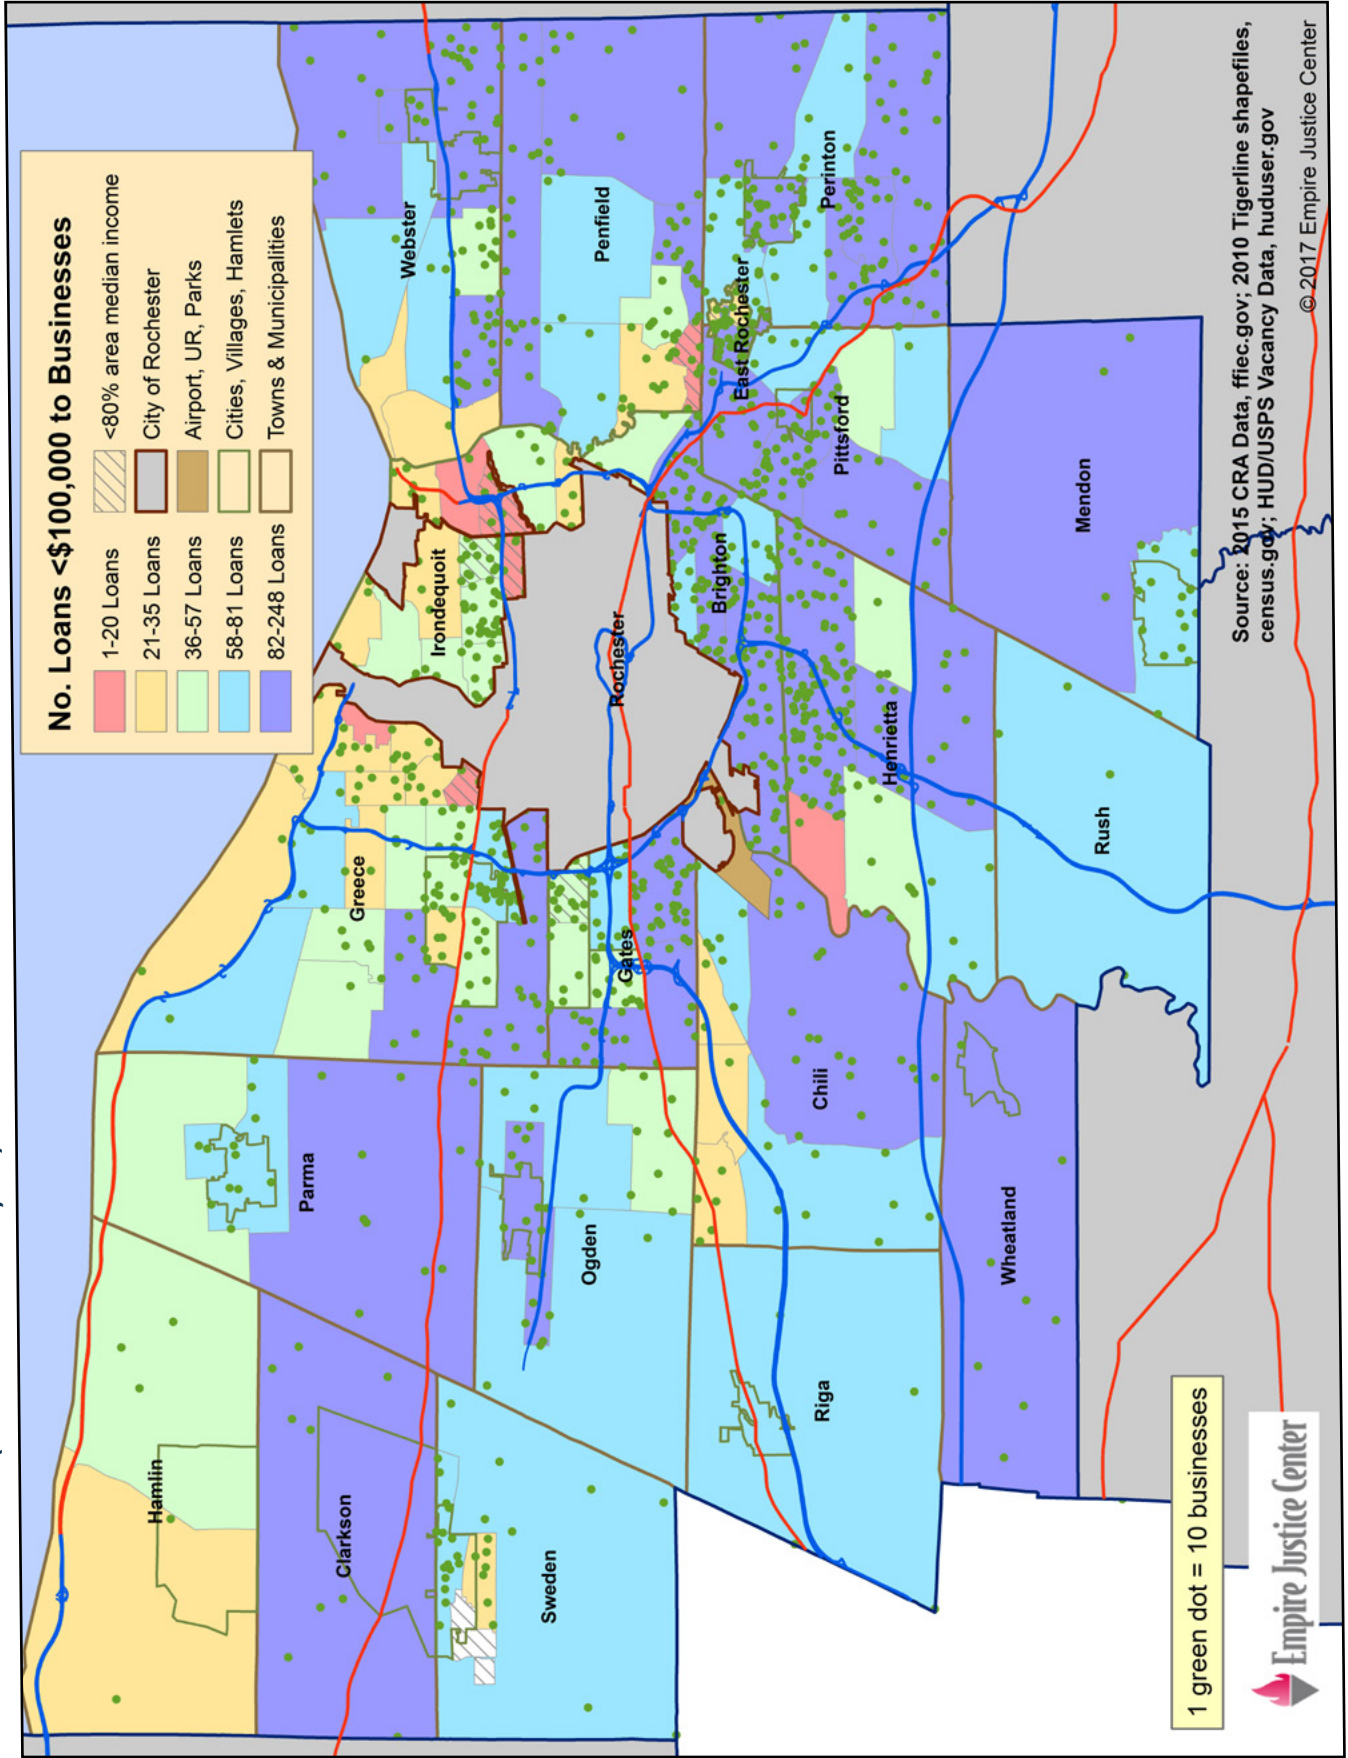 No. Loans <$100,000 to Businesses
1-20 Loans
21-35 Loans
36-57 Loans
58-81 Loans
82-248 Loans
<80% area median income
City of Rochester
Airport, UR, Parks
Cities, Villages, Hamlets
Towns & Municipalities
Hamlin
Parma
Greece
Irondequoit
Webster
Clarkson
Ogden
Gates
Rochester
Penfield
Sweden
Brighton
East Rochester
Perinton
Riga
Chili
Henrietta
Pittsford
Wheatland
Rush
Mendon
1 green dot = 10 businesses
Empire Justice Center
Source: 2015 CRA Data, ffiec.gov; 2010 Tigerline shapefiles,
census.gov; HUD/USPS Vacancy Data, huduser.gov
© 2017 Empire Justice Center